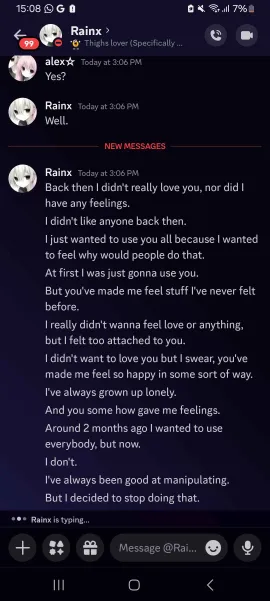 15:08
7%
Rainx
Thighs lover (Specifically ...
99
alex☆ Today at 3:06 PM
Yes?
Rainx Today at 3:06 PM
Well.
NEW MESSAGES
Rainx Today at 3:06 PM
Back then I didn't really love you, nor did I
have any feelings.
I didn't like anyone back then.
I just wanted to use you all because I wanted
to feel why would people do that.
At first I was just gonna use you.
But you've made me feel stuff I've never felt
before.
I really didn't wanna feel love or anything,
but I felt too attached to you.
I didn't want to love you but I swear, you've
made me feel so happy in some sort of way.
I've always grown up lonely.
And you some how gave me feelings.
Around 2 months ago I wanted to use
everybody, but now.
I don't.
I've always been good at manipulating.
But I decided to stop doing that.
Rainx is typing...
Message @Rai...